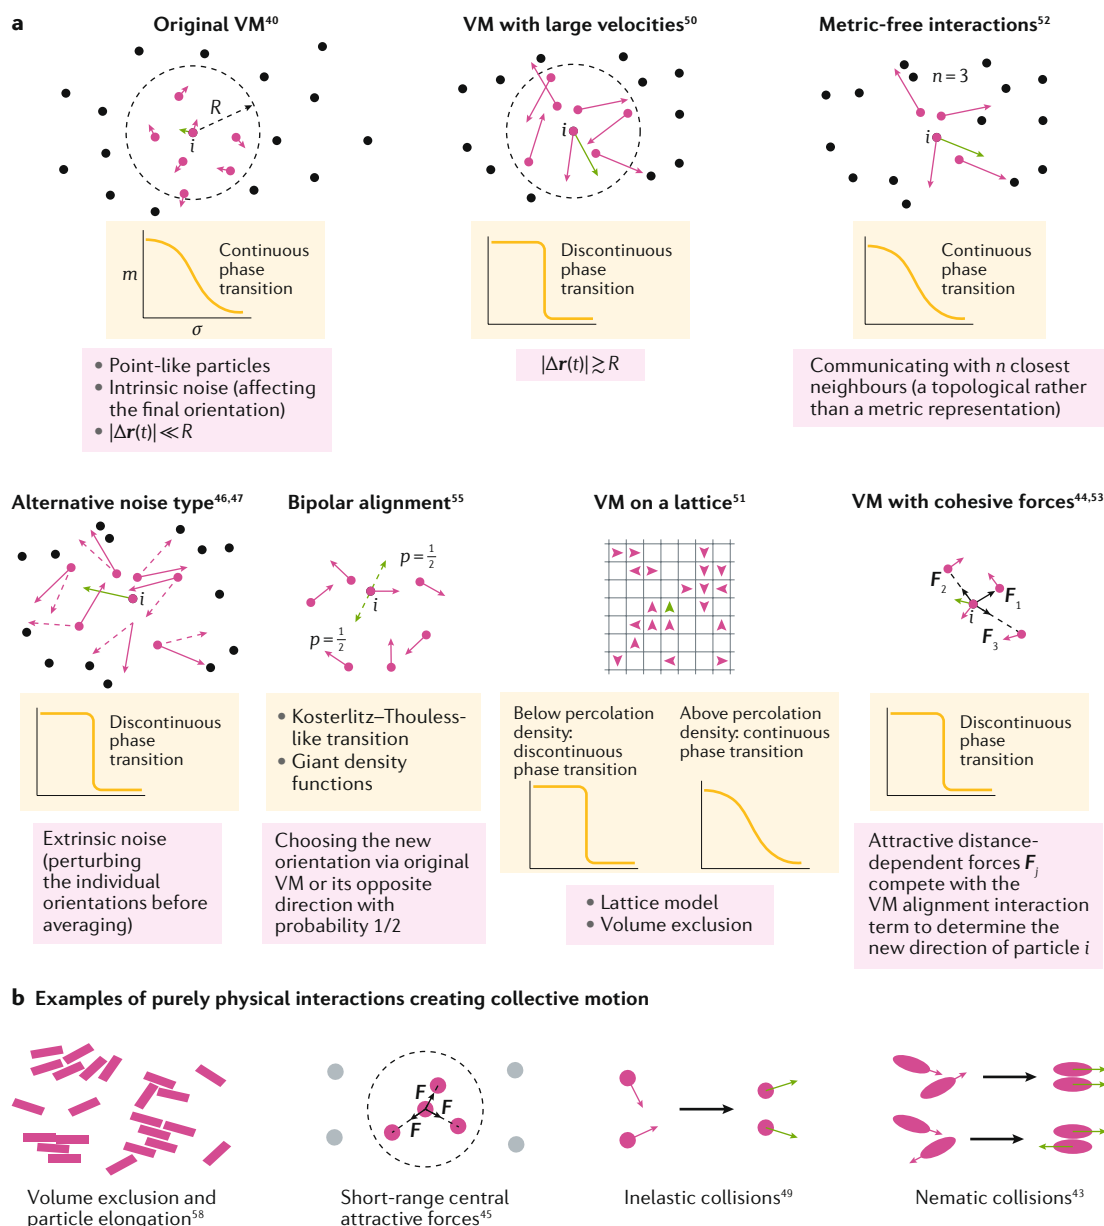 a
Original VM40
VM with large velocities50
Metric-free interactions52
R
i
i
n = 3
i
m
σ
Continuous
phase
transition
Discontinuous
phase
transition
Continuous
phase
transition
• Point-like particles
• Intrinsic noise (affecting
the final orientation)
• |Δr(t)| ≪ R
|Δr(t)| ≳ R
Communicating with n closest
neighbours (a topological rather
than a metric representation)
Alternative noise type46,47
Bipolar alignment55
VM on a lattice51
VM with cohesive forces44,53
i
p = 1/2
i
p = 1/2
F2
F1
i
F3
Discontinuous
phase
transition
• Kosterlitz–Thouless-
like transition
• Giant density
functions
Below percolation
density:
discontinuous
phase transition
Above percolation
density: continuous
phase transition
Discontinuous
phase
transition
Extrinsic noise
(perturbing
the individual
orientations before
averaging)
Choosing the new
orientation via original
VM or its opposite
direction with
probability 1/2
• Lattice model
• Volume exclusion
Attractive distance-
dependent forces Fj
compete with the
VM alignment interaction
term to determine the
new direction of particle i
b Examples of purely physical interactions creating collective motion
F
F
F
Volume exclusion and
particle elongation58
Short-range central
attractive forces45
Inelastic collisions49
Nematic collisions43